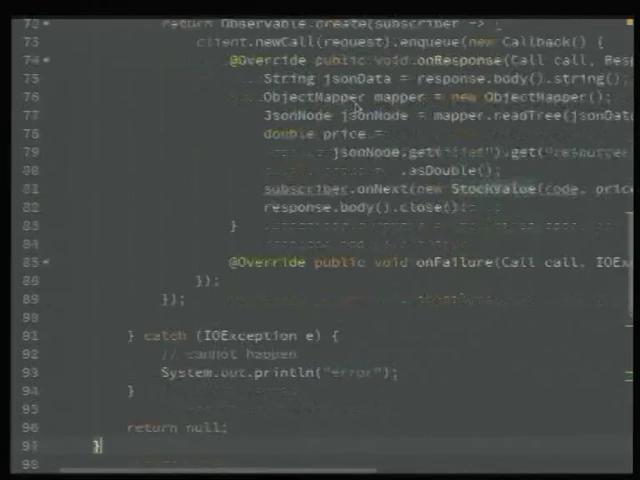 72 return Observable.create(subscriber -> {
73 client.newCall(request).enqueue(new Callback() {
74 @Override public void onResponse(Call call, Res
75 String jsonData = response.body().string();
76 ObjectMapper mapper = new ObjectMapper();
77 JsonNode jsonNode = mapper.readTree(jsonData
78 double price =
79 jsonNode.get("list").get("resources
80 .asDouble();
81 subscriber.onNext(new StockValue(code, price
82 response.body().close();
83 }
84
85 @Override public void onFailure(Call call, IOEx
88 });
89 });
90
91 } catch (IOException e) {
92 // cannot happen
93 System.out.println("error");
94 }
95
96 return null;
97 }
98